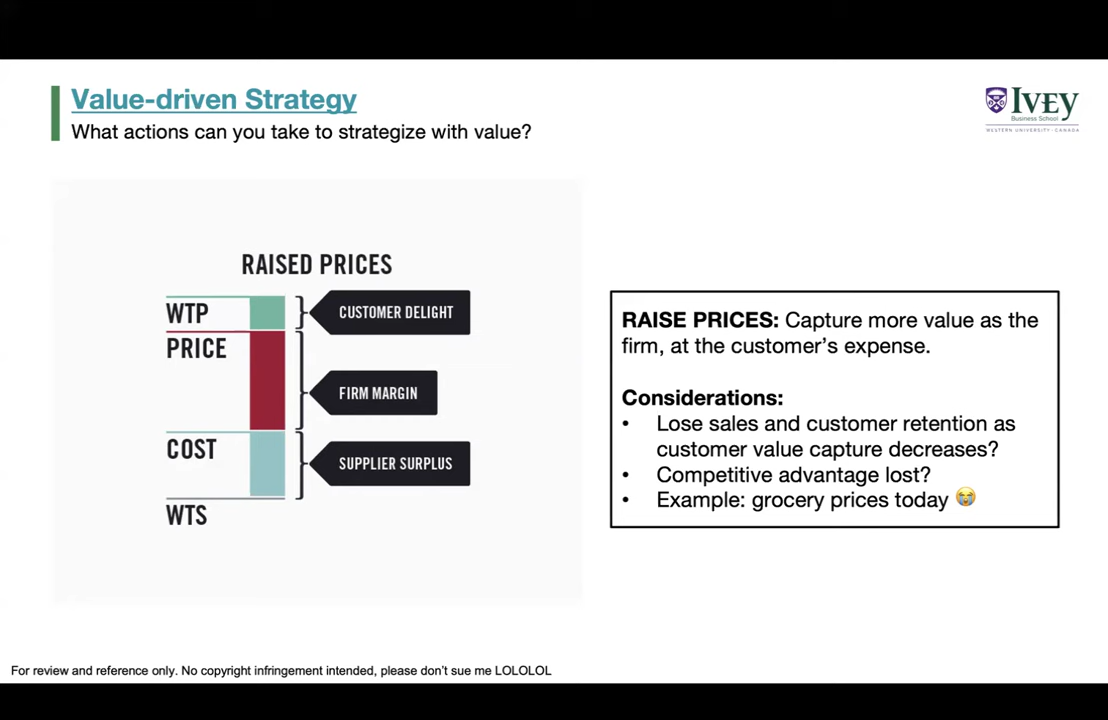 Value-driven Strategy
What actions can you take to strategize with value?
IVEY
Business School
WESTERN UNIVERSITY · CANADA
RAISED PRICES
WTP
CUSTOMER DELIGHT
PRICE
FIRM MARGIN
COST
SUPPLIER SURPLUS
WTS
RAISE PRICES: Capture more value as the
firm, at the customer’s expense.
Considerations:
• Lose sales and customer retention as
customer value capture decreases?
• Competitive advantage lost?
• Example: grocery prices today 😭
For review and reference only. No copyright infringement intended, please don’t sue me LOLOLOL